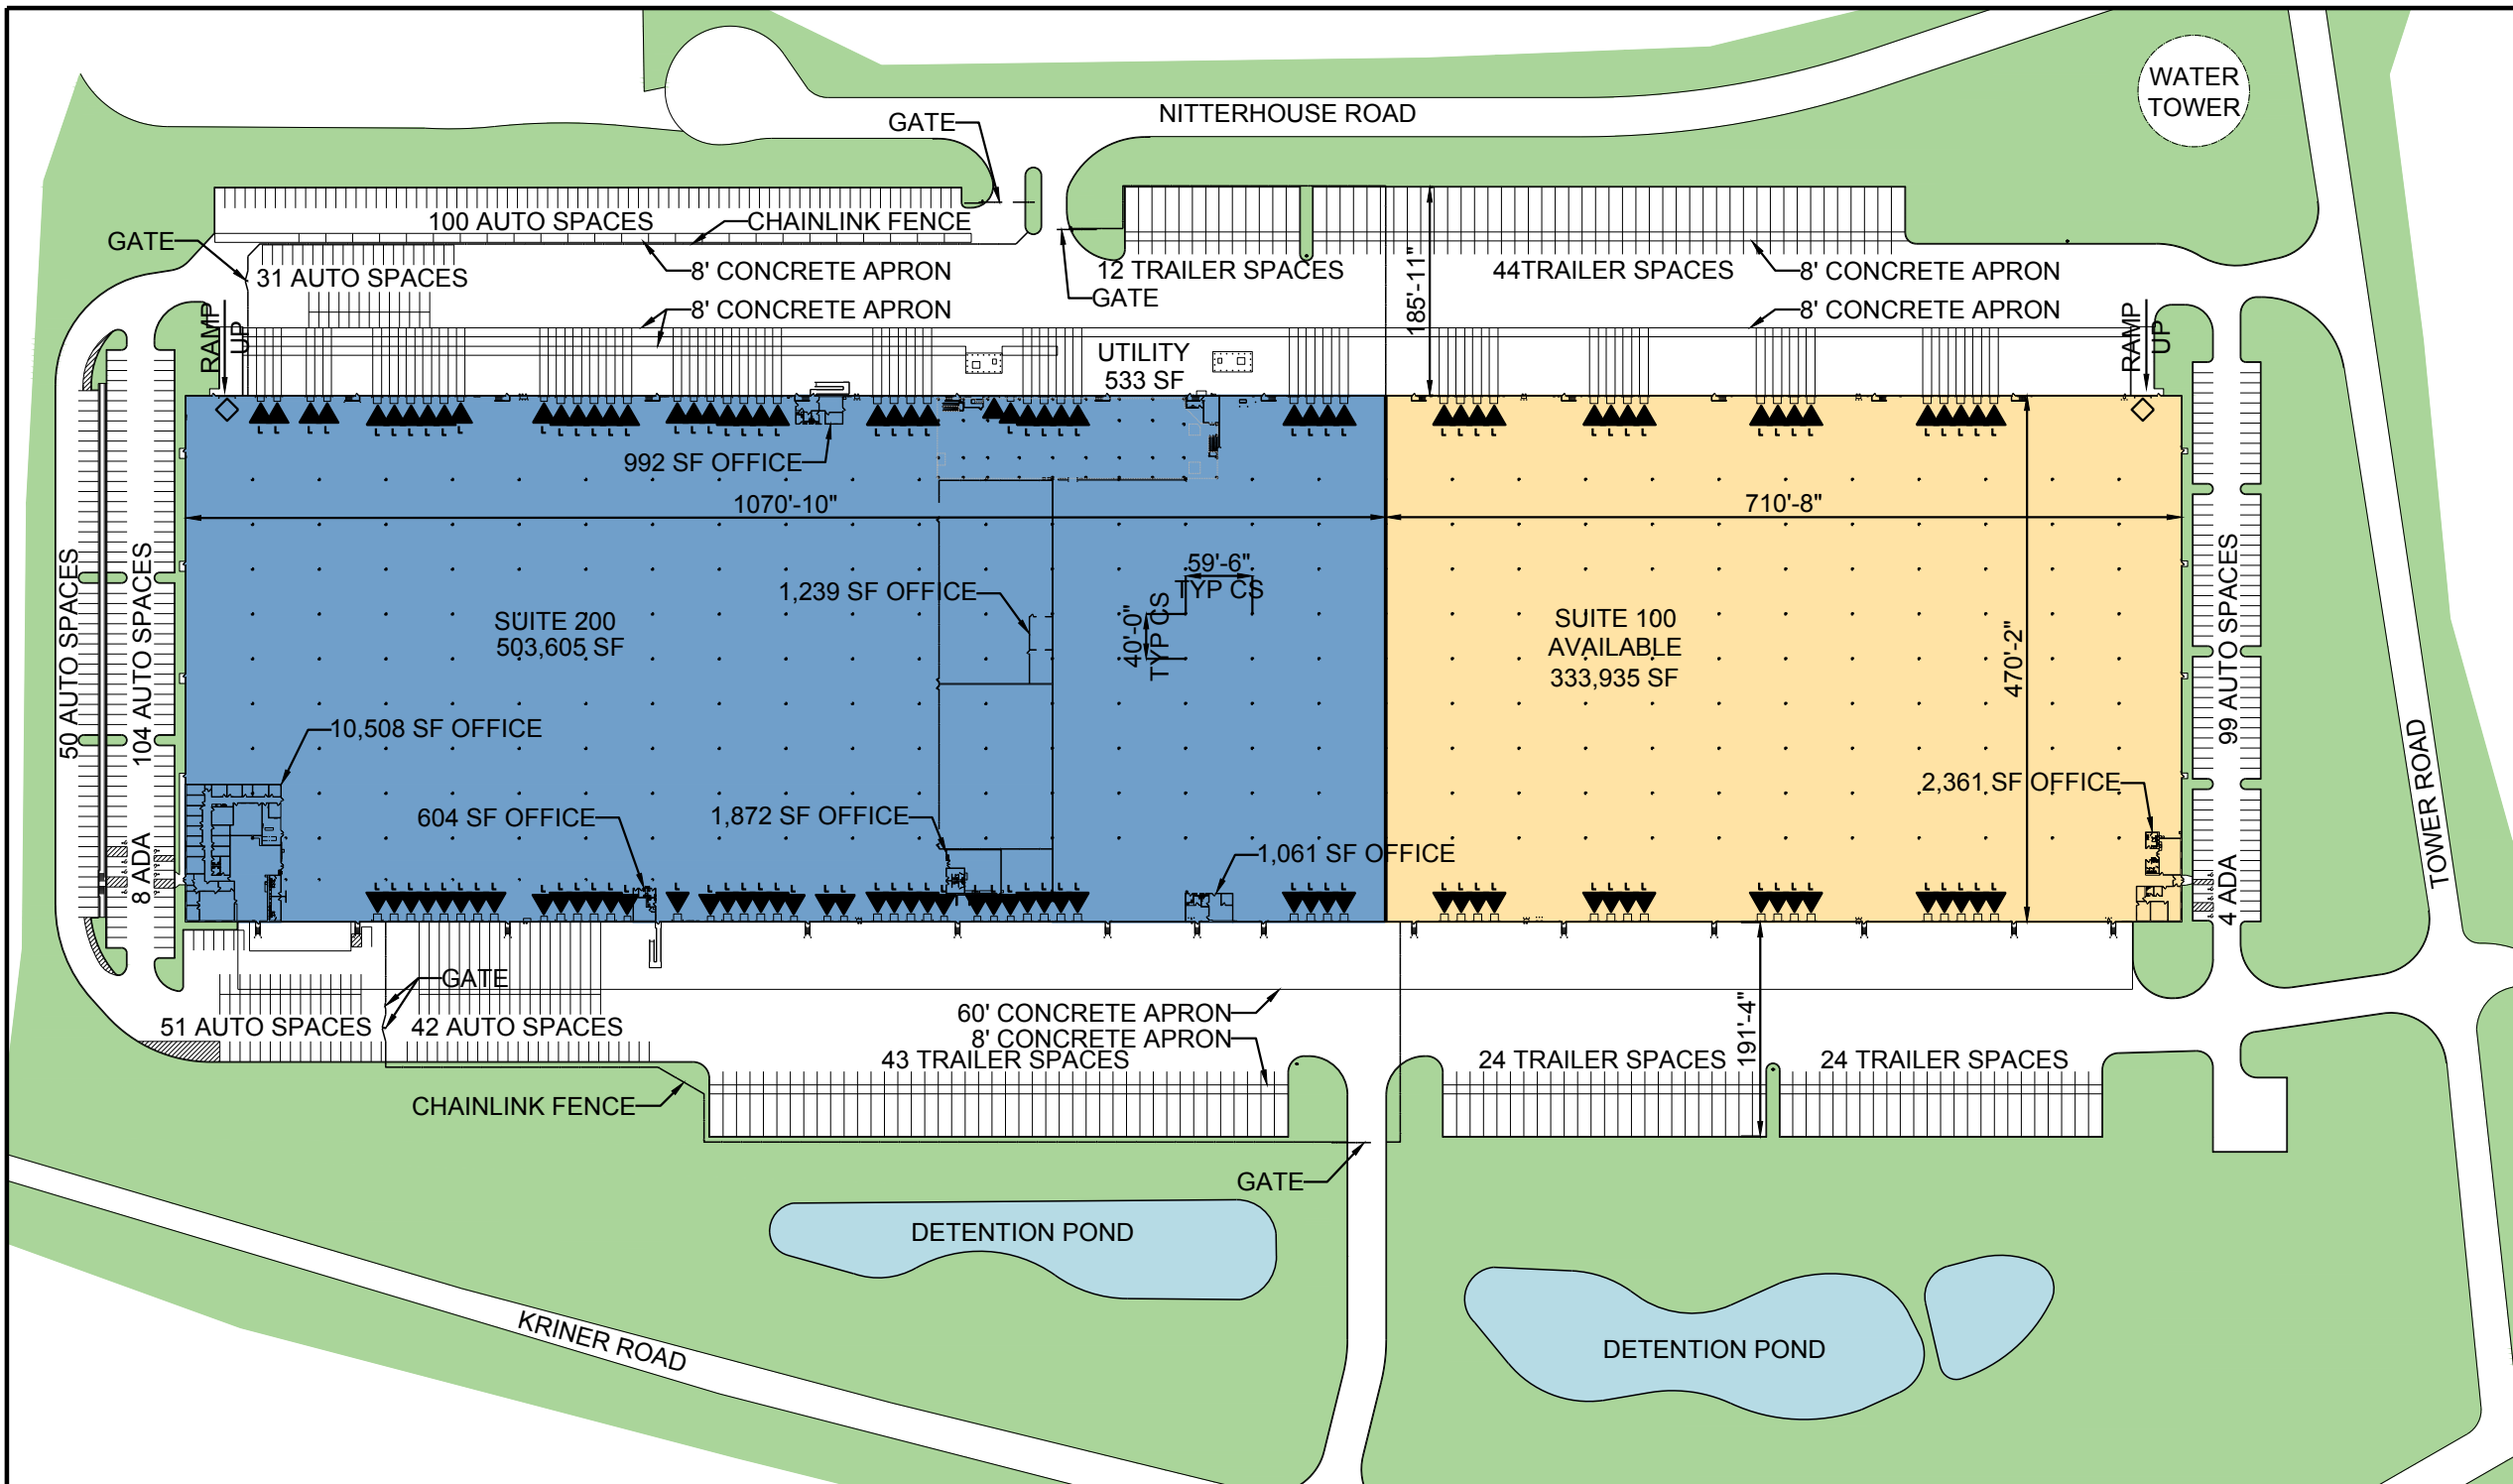 WATER
TOWER
NITTERHOUSE ROAD
GATE
100 AUTO SPACES
CHAINLINK FENCE
GATE
31 AUTO SPACES
8' CONCRETE APRON
12 TRAILER SPACES
44TRAILER SPACES
8' CONCRETE APRON
GATE
8' CONCRETE APRON
8' CONCRETE APRON
185'-11"
RAMP
UP
RAMP
UP
UTILITY
533 SF
992 SF OFFICE
1070'-10"
710'-8"
59'-6"
TYP CS
40'-0"
TYP CS
1,239 SF OFFICE
SUITE 200
503,605 SF
SUITE 100
AVAILABLE
333,935 SF
470'-2"
50 AUTO SPACES
104 AUTO SPACES
8 ADA
99 AUTO SPACES
4 ADA
TOWER ROAD
10,508 SF OFFICE
604 SF OFFICE
1,872 SF OFFICE
1,061 SF OFFICE
2,361 SF OFFICE
GATE
51 AUTO SPACES
42 AUTO SPACES
60' CONCRETE APRON
8' CONCRETE APRON
43 TRAILER SPACES
24 TRAILER SPACES
191'-4"
24 TRAILER SPACES
CHAINLINK FENCE
GATE
DETENTION POND
DETENTION POND
KRINER ROAD